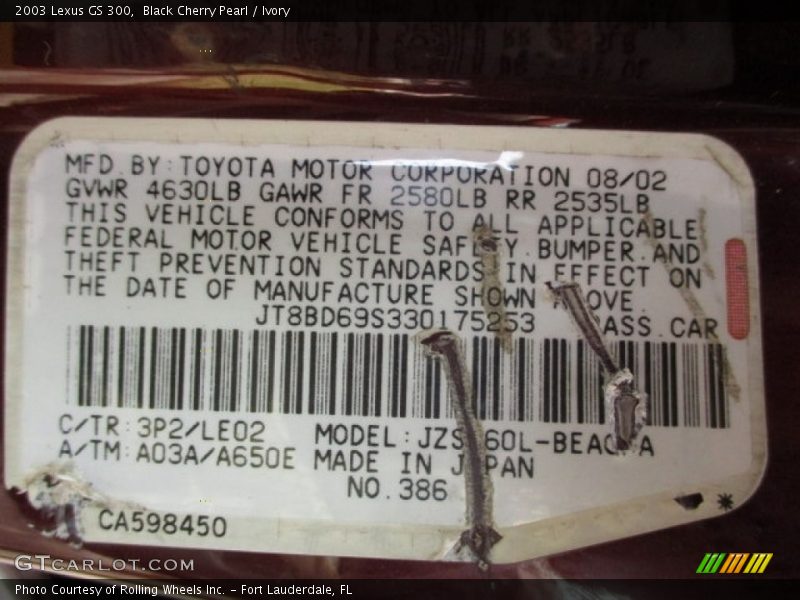 2003 Lexus GS 300, Black Cherry Pearl / Ivory
MFD. BY: TOYOTA MOTOR CORPORATION 08/02
GVWR 4630LB GAWR FR 2580LB RR 2535LB
THIS VEHICLE CONFORMS TO ALL APPLICABLE
FEDERAL MOTOR VEHICLE SAFETY, BUMPER, AND
THEFT PREVENTION STANDARDS IN EFFECT ON
THE DATE OF MANUFACTURE SHOWN ABOVE.
JT8BD69S330175253 PASS. CAR
C/TR: 3P2/LE02 MODEL:
A/TM: A03A/A650E MADE IN JAPAN
NO. 386
CA598450
GTCARLOT.COM
Photo Courtesy of Rolling Wheels Inc. - Fort Lauderdale, FL